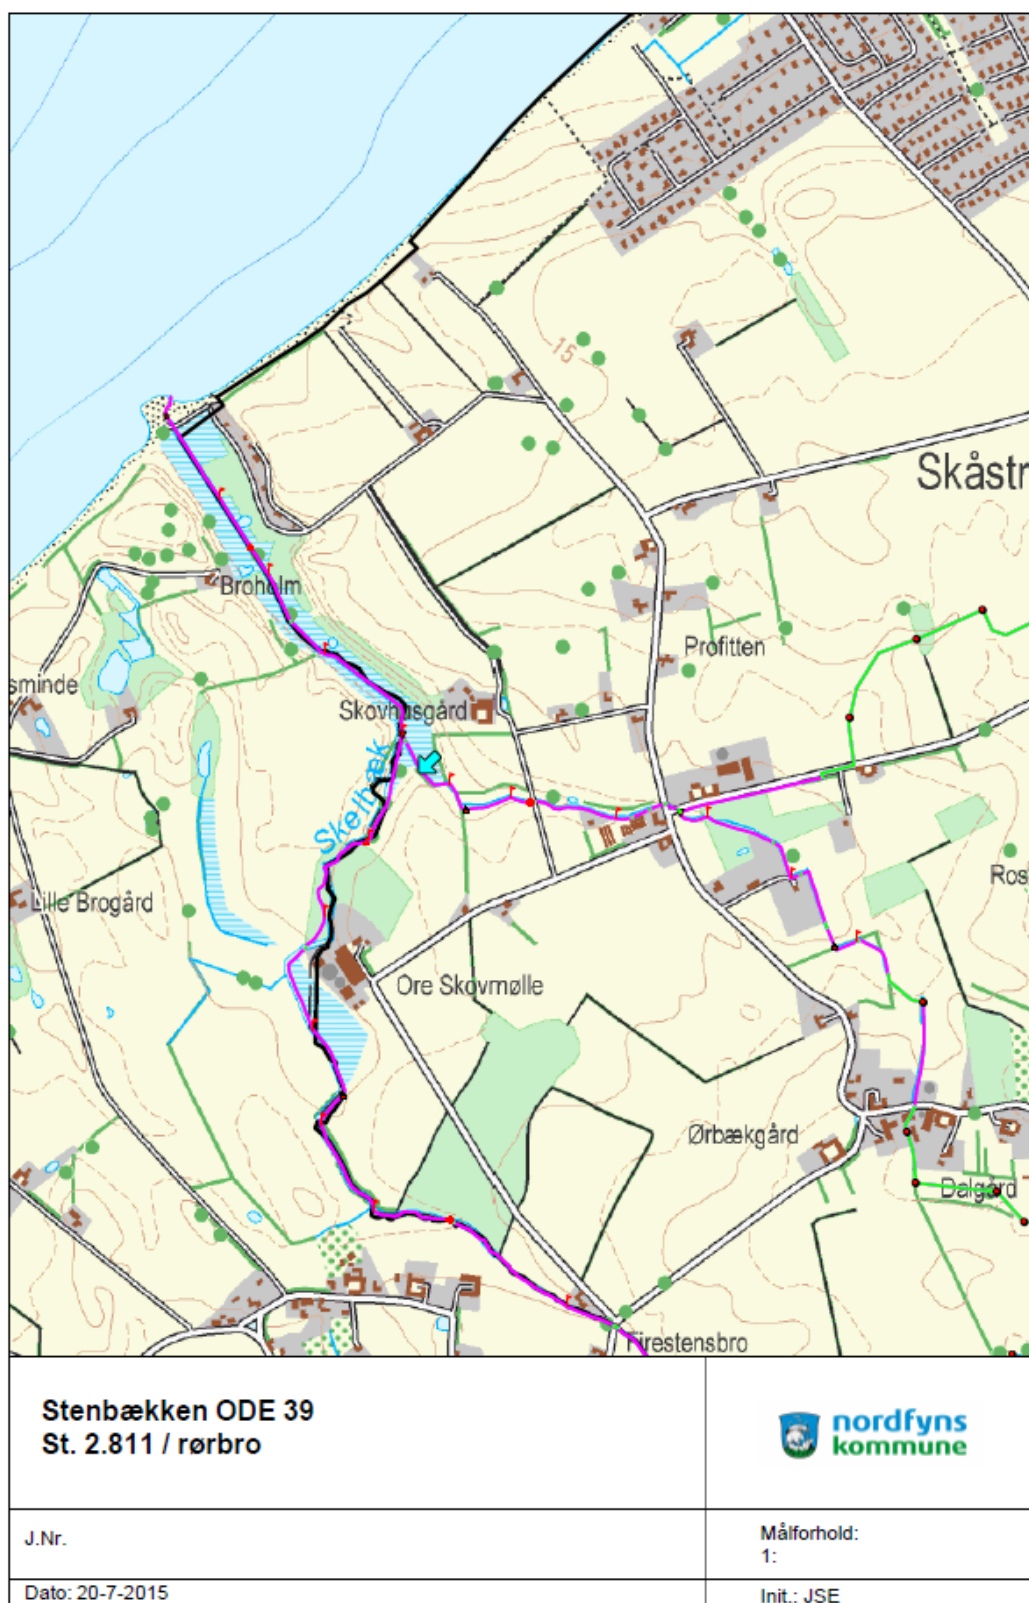 15
Skåstr
Broholm
Profitten
sminde
Skovhusgård
Skelbæk
Ros
Lille Brogård
Ore Skovmølle
Ørbækgård
Dalgård
Firestensbro
Stenbækken ODE 39
St. 2.811 / rørbro
nordfyns
kommune
J.Nr.
Målforhold:
1:
Dato: 20-7-2015
Init.: JSE